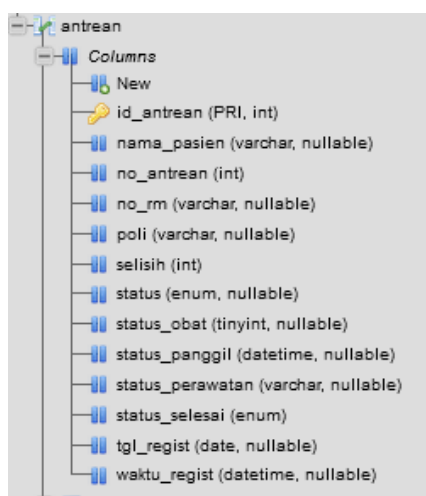 antrean
Columns
New
id_antrean (PRI, int)
nama_pasien (varchar, nullable)
no_antrean (int)
no_rm (varchar, nullable)
poli (varchar, nullable)
selisih (int)
status (enum, nullable)
status_obat (tinyint, nullable)
status_panggil (datetime, nullable)
status_perawatan (varchar, nullable)
status_selesai (enum)
tgl_regist (date, nullable)
waktu_regist (datetime, nullable)